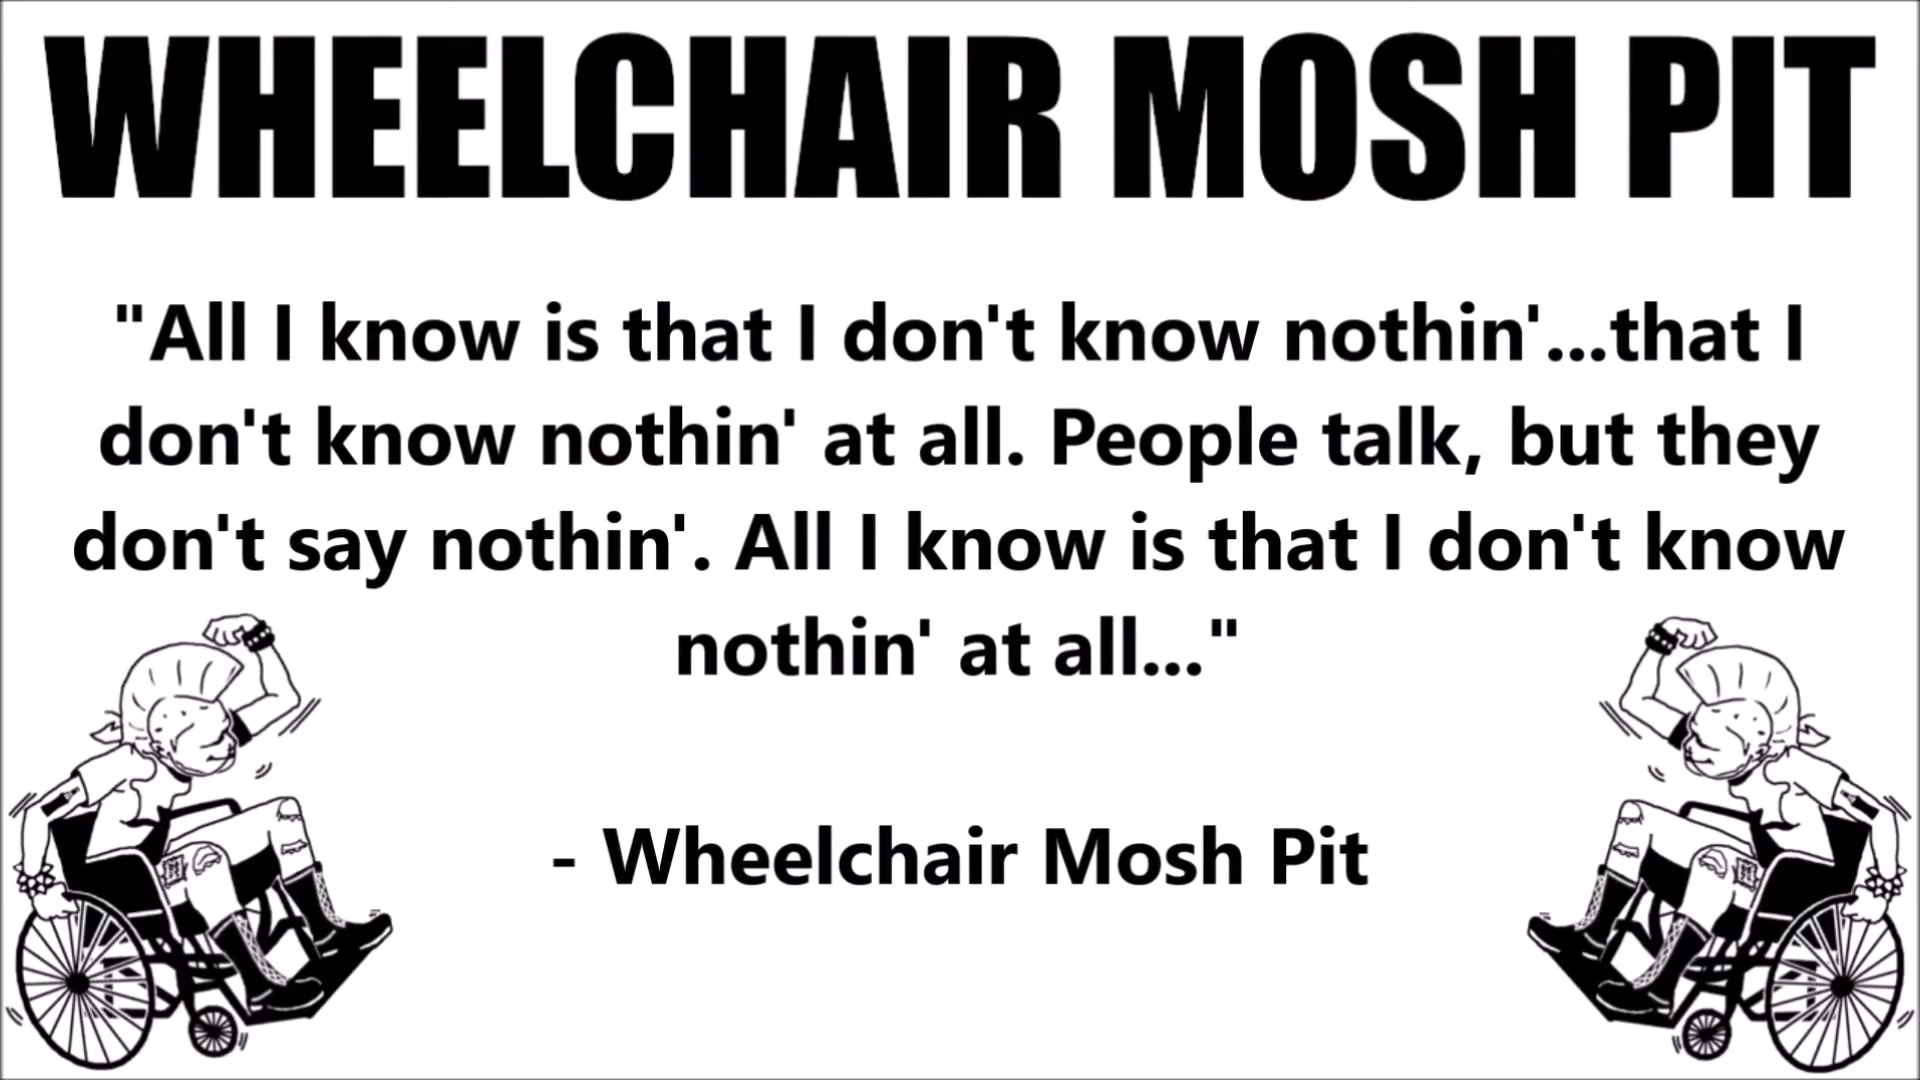 WHEELCHAIR MOSH PIT
"All I know is that I don't know nothin'...that I
don't know nothin' at all. People talk, but they
don't say nothin'. All I know is that I don't know
nothin' at all..."
- Wheelchair Mosh Pit